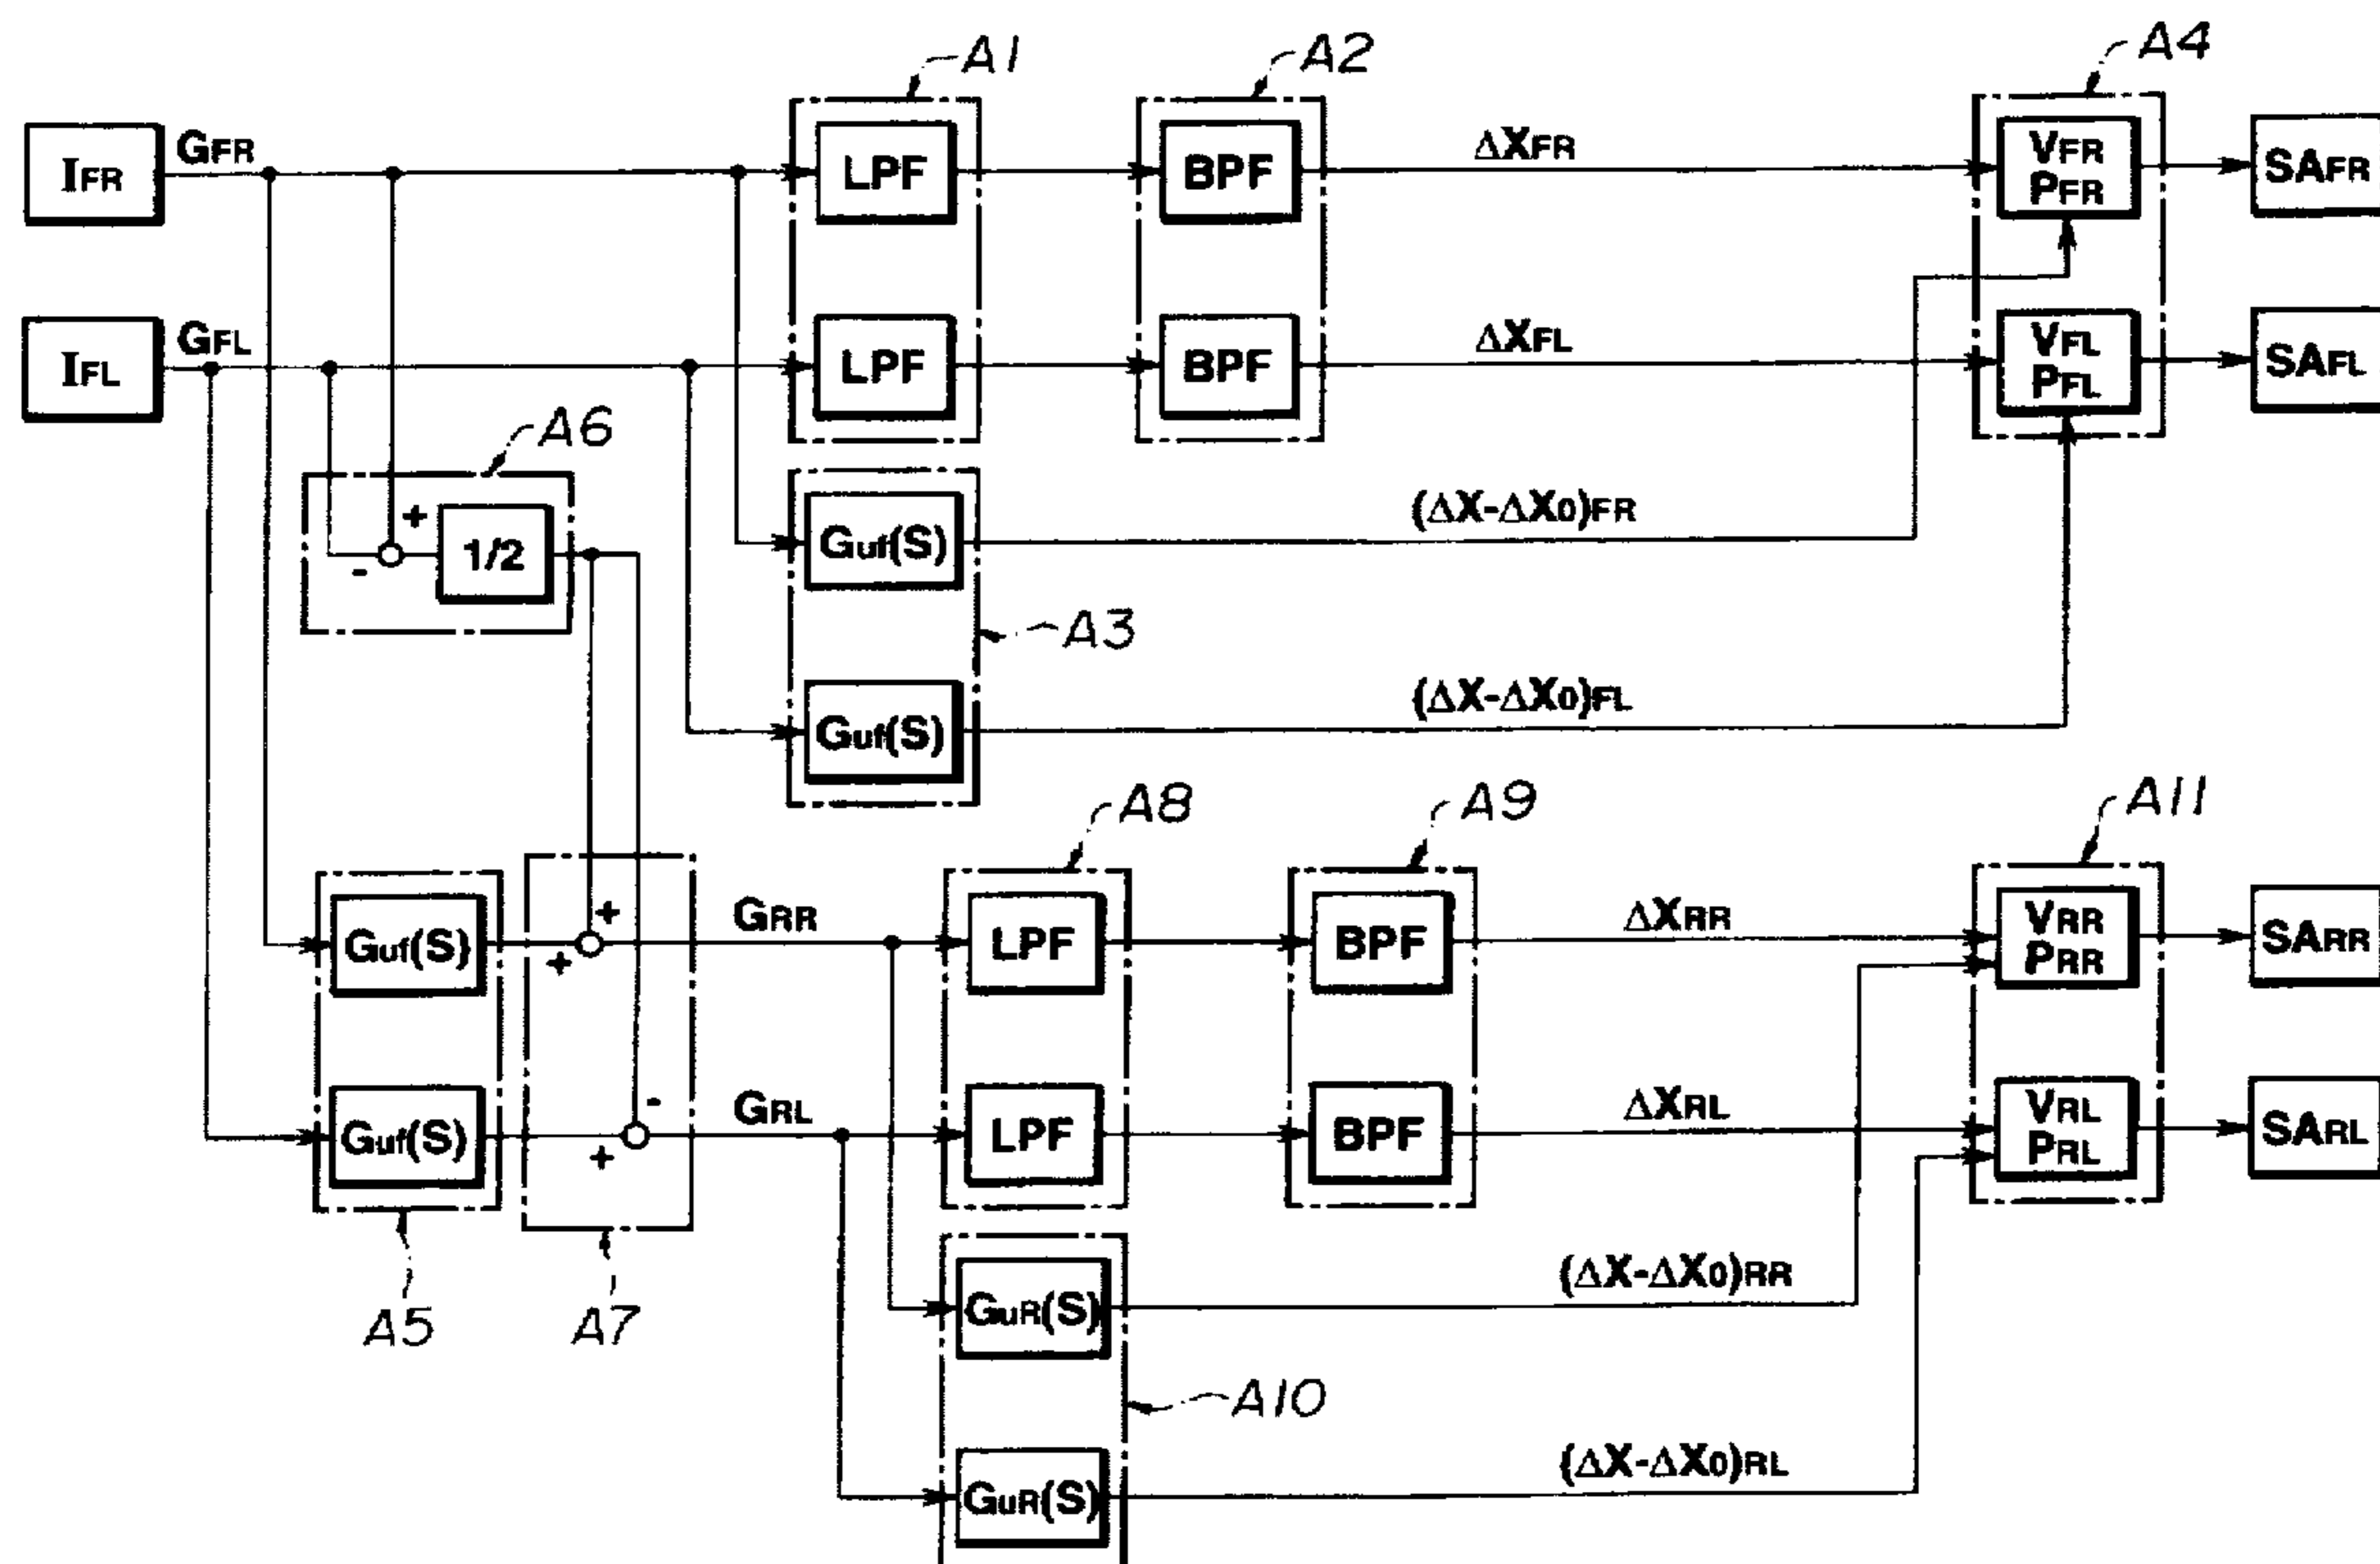 A1
A2
A4
IFR
GFR
LPF
BPF
ΔXFR
VFR
PFR
SAFR
IFL
GFL
LPF
BPF
ΔXFL
VFL
PFL
SAFL
A6
+
-
1/2
Guf(S)
(ΔX-ΔX0)FR
A3
Guf(S)
(ΔX-ΔX0)FL
A8
A9
A11
Guf(S)
+
+
GRR
LPF
BPF
ΔXRR
VRR
PRR
SARR
Guf(S)
-
+
GRL
LPF
BPF
ΔXRL
VRL
PRL
SARL
A5
A7
GuR(S)
(ΔX-ΔX0)RR
A10
GuR(S)
(ΔX-ΔX0)RL